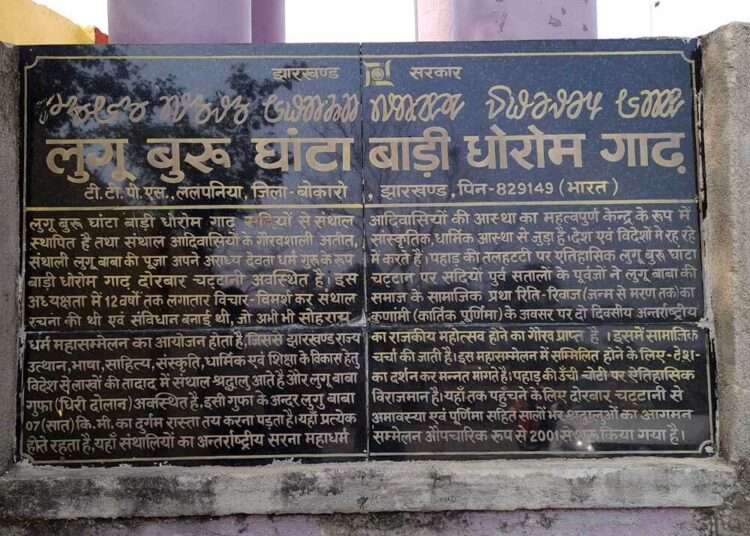 झारखण्ड सरकार
लुगू बुरू घांटा बाड़ी धोरोम गाढ़
टी.टी.पी.एस., ललपनिया, जिला-बोकारो, झारखण्ड, पिन-829149 (भारत)
लुगू बुरू घांटा बाड़ी धोरोम गाढ़ सदियों से संथाल आदिवासियों की आस्था का महत्वपूर्ण केन्द्र के रूप में
स्थापित है तथा संथाल आदिवासियों के गौरवशाली अतीत, सांस्कृतिक, धार्मिक आस्था से जुड़ा है। देश एवं विदेशों में रह रहे
संथाली लुगू बाबा की पूजा अपने अराध्य देवता धर्म गुरू के रूप में करते है। पहाड़ की तलहटटी पर ऐतिहासिक लुगू बुरू घांटा
बाड़ी धोरोम गाढ़ दोरबार चट्टानी अवस्थित है। इस चट्टान पर सदियों पुर्व सतालों के पुर्वजों ने लुगू बाबा की
अध्यक्षता में 12 वर्षों तक लगातार विचार-विमर्श कर संथाल समाज के सामाजिक प्रथा रिति-रिवाज (जन्म से मरण तक) का
रचना की थी एवं संविधान बनाई थी, जो अभी भी सोहराय कुणामी (कार्तिक पूर्णिमा) के अवसर पर दो दिवसीय अन्तर्राष्ट्रीय
धर्म महासम्मेलन का आयोजन होता है, जिससे झारखण्ड राज्य का राजकीय महोत्सव होने का गौरव प्राप्त है । इसमें सामाजिक
उत्थान, भाषा, साहित्य, संस्कृति, धार्मिक एवं शिक्षा के विकास हेतु चर्चा की जाती है। इस महासम्मेलन में सम्मिलित होने के लिए-देश-
विदेश से लाखों की तादाद में संथाल श्रद्धालु आते है और लुगू बाबा का दर्शन कर मन्नत मांगते है। पहाड़ की ऊँची चोटी पर ऐतिहासिक
गुफा (घिरी दोलान) अवस्थित है, इसी गुफा के अन्दर लुगु बाबा विराजमान है। यहाँ तक पहुंचने के लिए दोरबार चट्टानी से
07 (सात) कि.मी. का दुर्गम रास्ता तय करना पड़ता है। यहाँ प्रत्येक अमावस्या एवं पूर्णिमा सहित सालों भर श्रद्धालुओं का आगमन
होते रहता है, यहाँ संथालियों का अन्तर्राष्ट्रीय सरना महाधर्म सम्मेलन औपचारिक रूप से 2001 किया गया है।